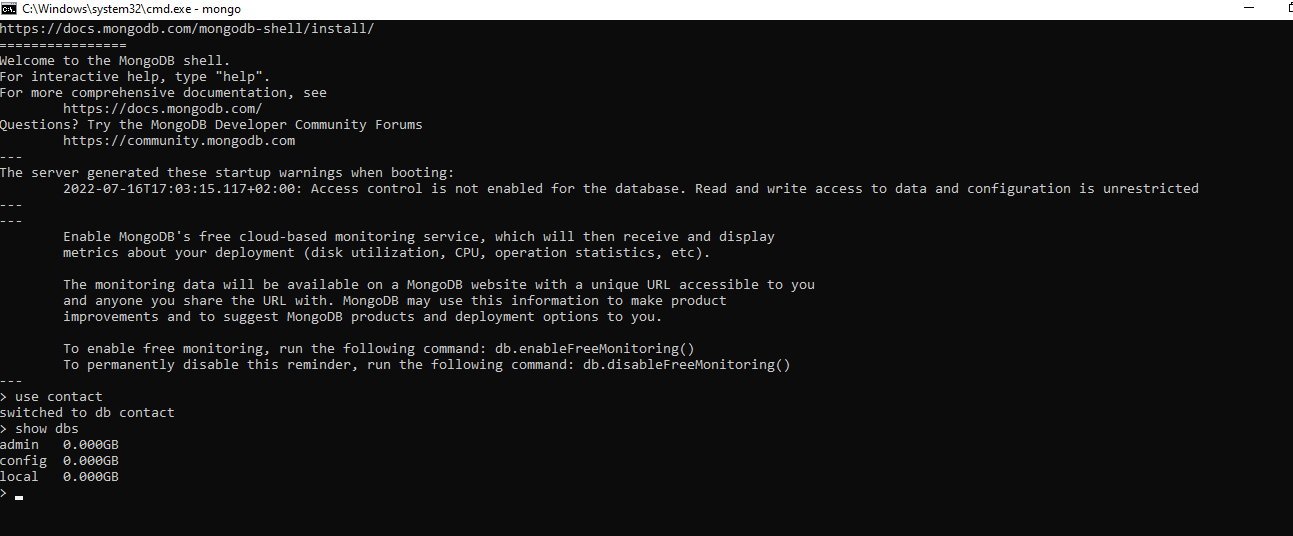 C:\Windows\system32\cmd.exe - mongo
https://docs.mongodb.com/mongodb-shell/install/
================
Welcome to the MongoDB shell.
For interactive help, type "help".
For more comprehensive documentation, see
https://docs.mongodb.com/
Questions? Try the MongoDB Developer Community Forums
https://community.mongodb.com
---
The server generated these startup warnings when booting:
2022-07-16T17:03:15.117+02:00: Access control is not enabled for the database. Read and write access to data and configuration is unrestricted
---
---
Enable MongoDB's free cloud-based monitoring service, which will then receive and display
metrics about your deployment (disk utilization, CPU, operation statistics, etc).
The monitoring data will be available on a MongoDB website with a unique URL accessible to you
and anyone you share the URL with. MongoDB may use this information to make product
improvements and to suggest MongoDB products and deployment options to you.
To enable free monitoring, run the following command: db.enableFreeMonitoring()
To permanently disable this reminder, run the following command: db.disableFreeMonitoring()
---
> use contact
switched to db contact
> show dbs
admin   0.000GB
config  0.000GB
local   0.000GB
>